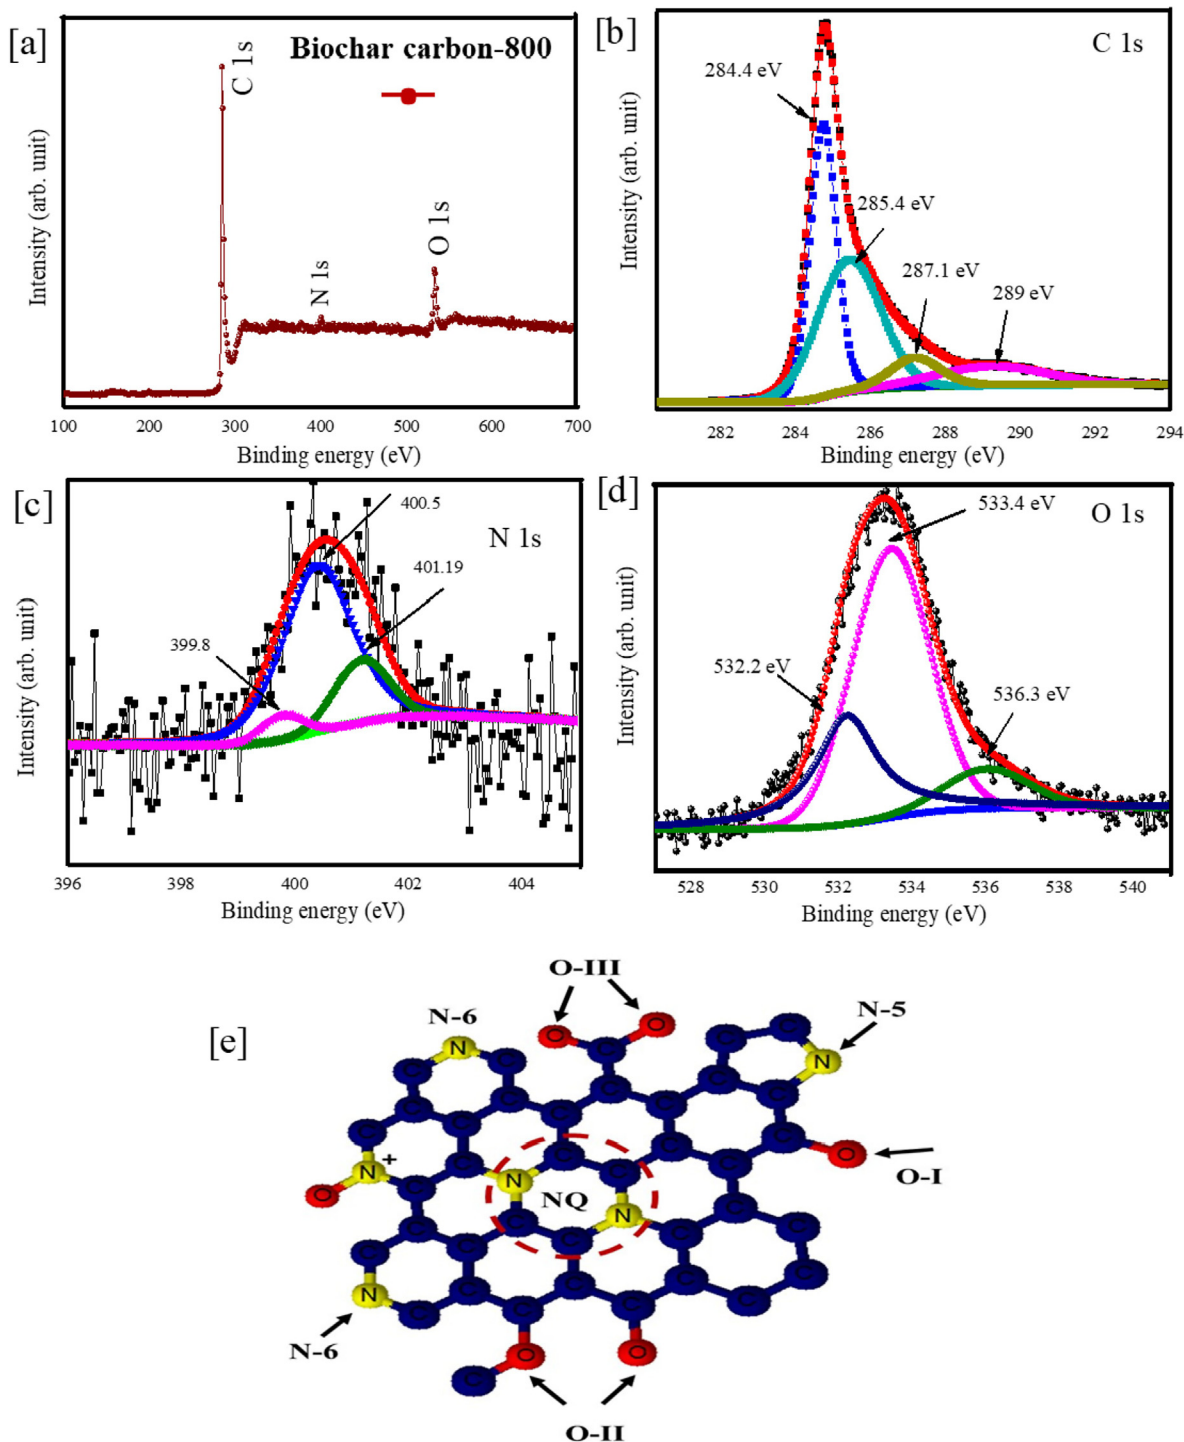 [a]
Biochar carbon-800
C 1s
N 1s
O 1s
Intensity (arb. unit)
100 200 300 400 500 600 700
Binding energy (eV)
[b]
C 1s
284.4 eV
285.4 eV
287.1 eV
289 eV
Intensity (arb. unit)
282 284 286 288 290 292 294
Binding energy (eV)
[c]
N 1s
400.5
401.19
399.8
Intensity (arb. unit)
396 398 400 402 404
Binding energy (eV)
[d]
O 1s
533.4 eV
532.2 eV
536.3 eV
Intensity (arb. unit)
528 530 532 534 536 538 540
Binding energy (eV)
[e]
O-III
N-6
N-5
O-I
NQ
N-6
O-II
N
N
N
+
N
N
N
O
O
O
O
O
O